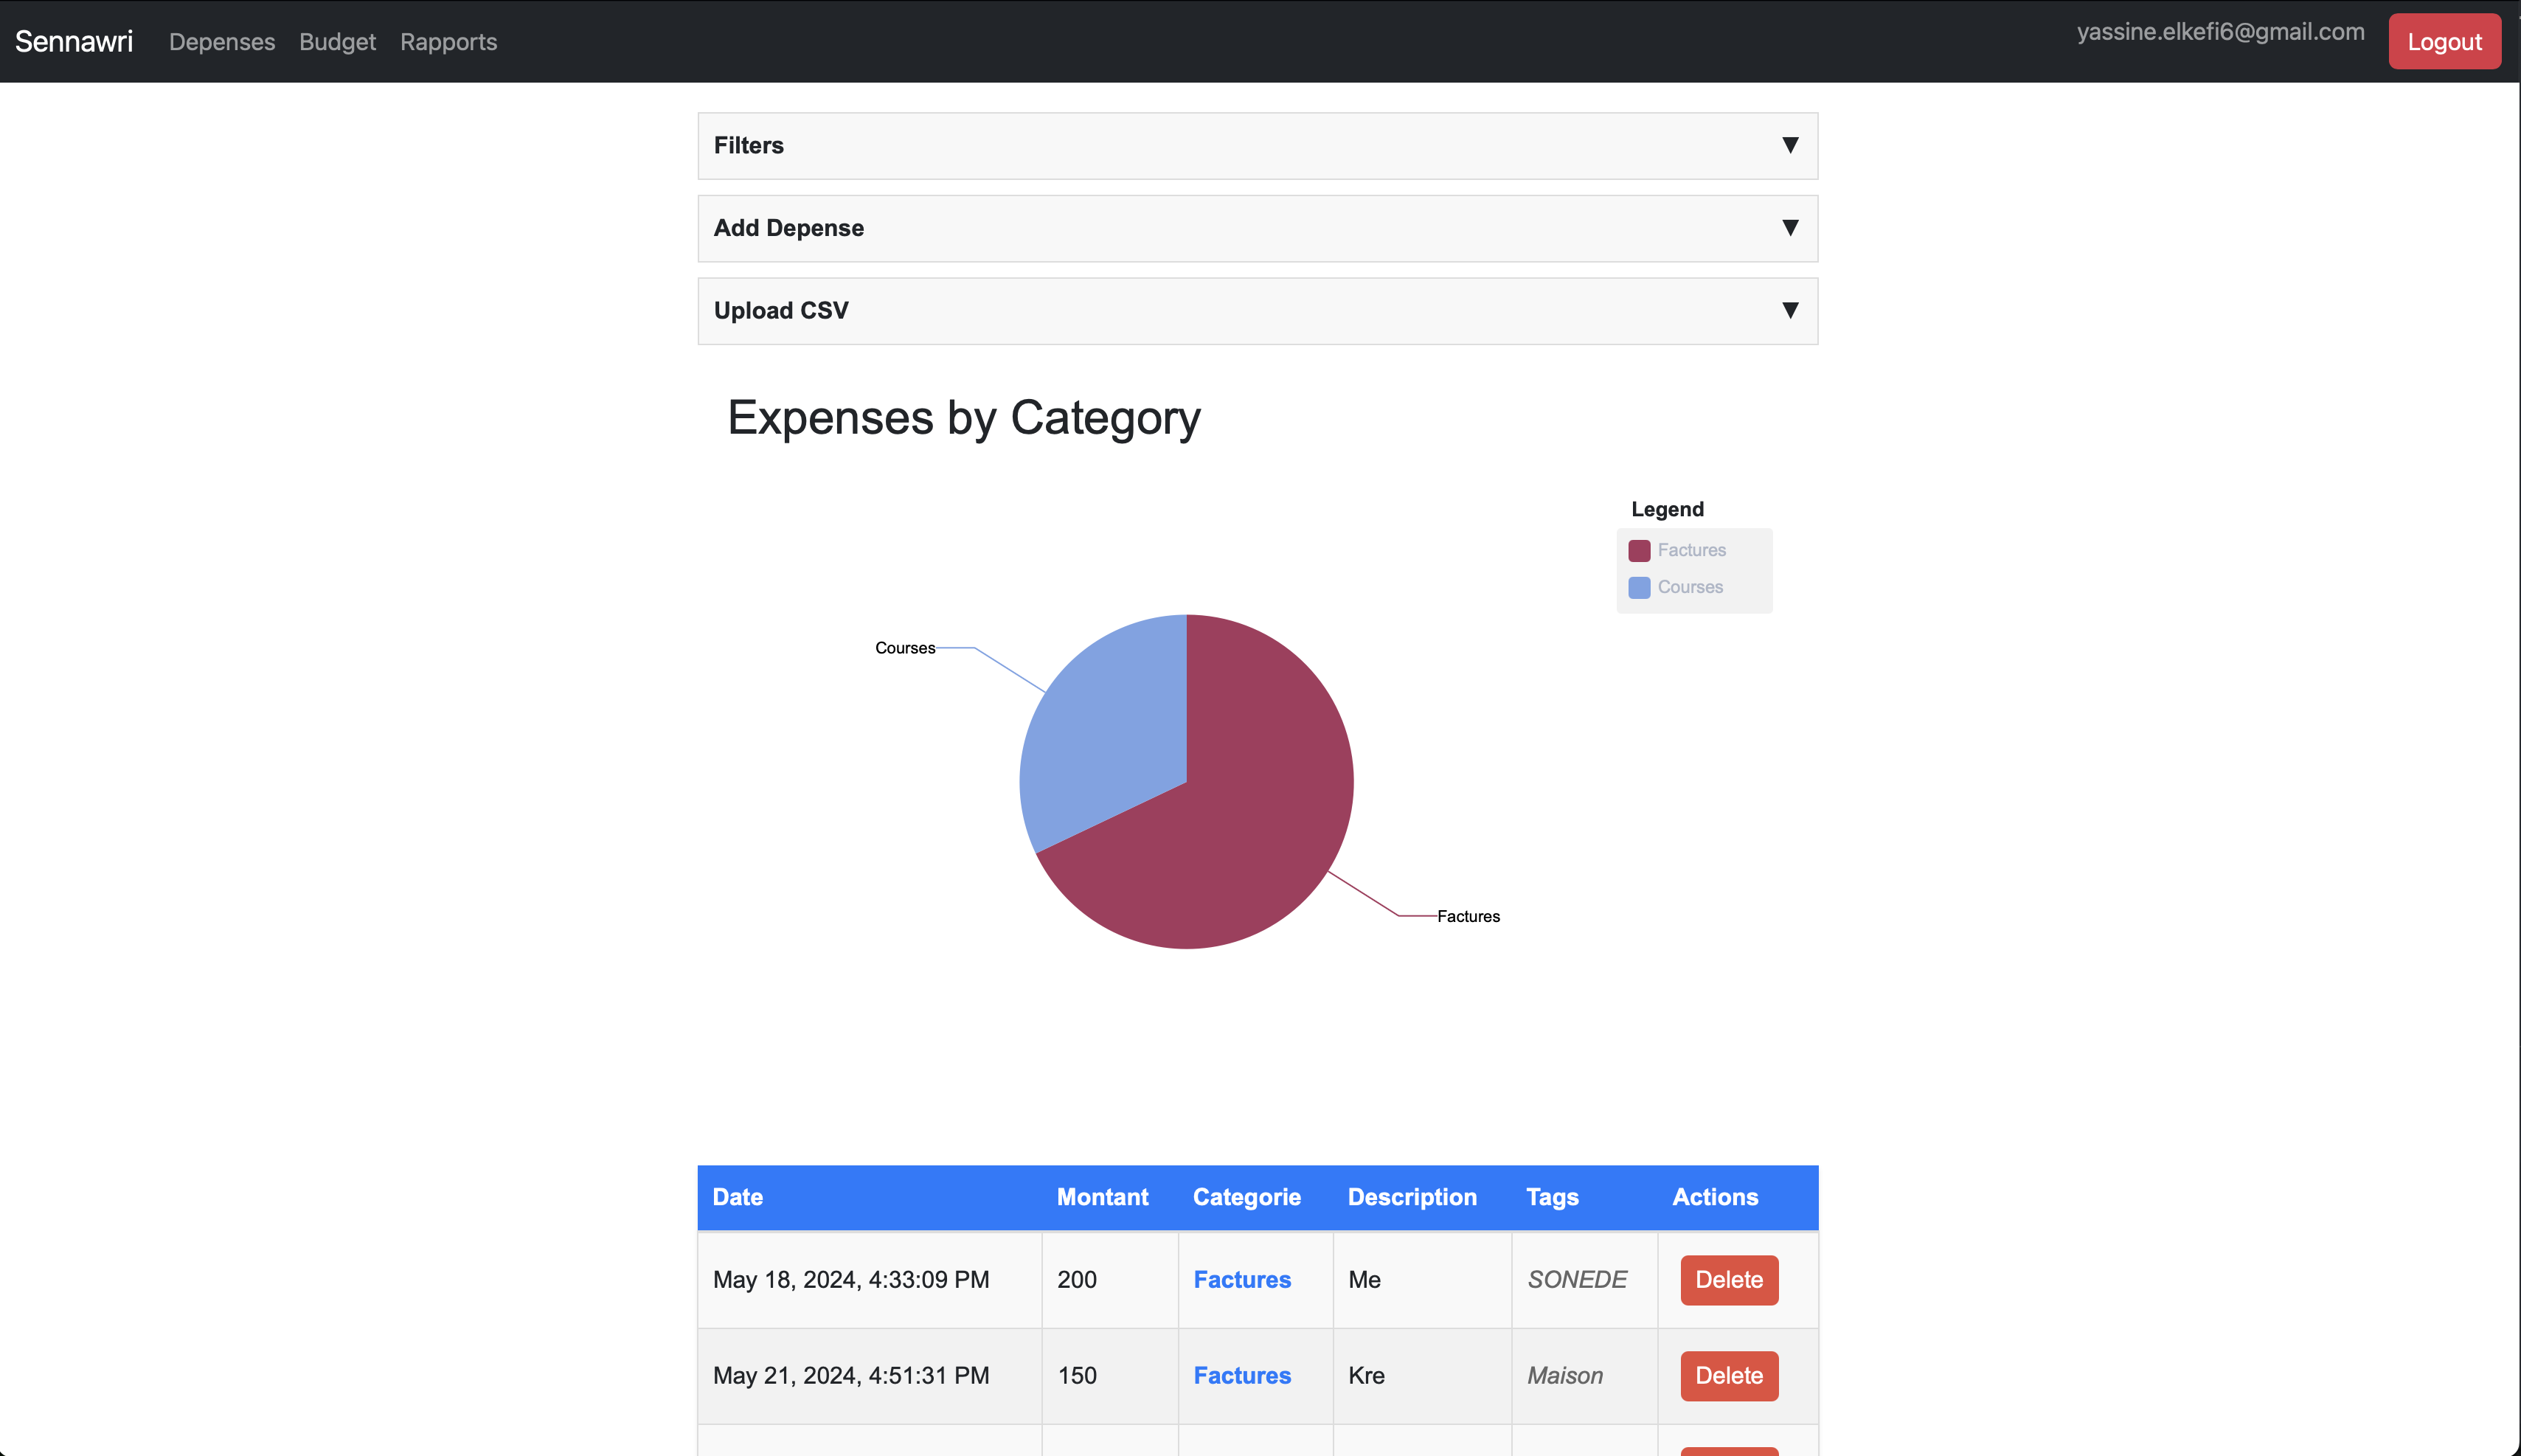 Sennawri Depenses Budget Rapports yassine.elkefi6@gmail.com Logout
Filters ▼
Add Depense ▼
Upload CSV ▼
Expenses by Category
Legend
Factures
Courses
Courses
Factures
Date Montant Categorie Description Tags Actions
May 18, 2024, 4:33:09 PM 200 Factures Me SONEDE Delete
May 21, 2024, 4:51:31 PM 150 Factures Kre Maison Delete